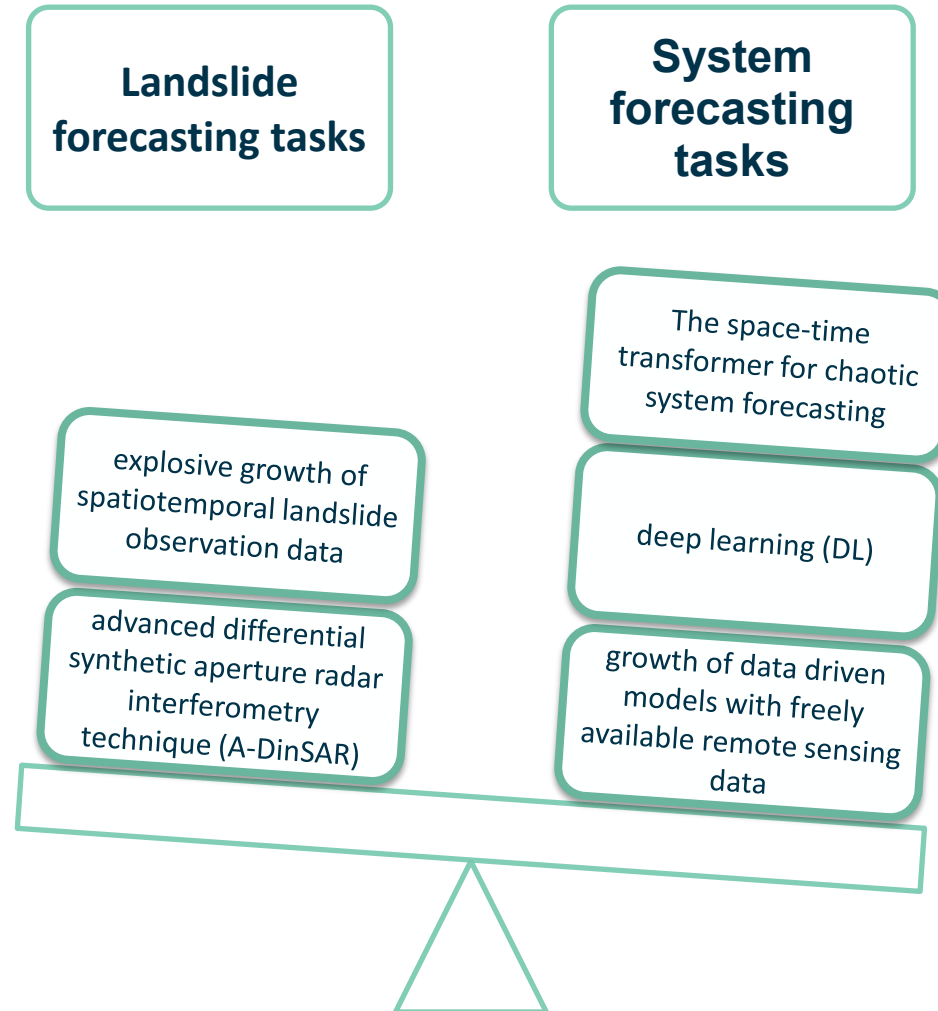 Landslide
forecasting tasks
System
forecasting
tasks
explosive growth of
spatiotemporal landslide
observation data
advanced differential
synthetic aperture radar
interferometry
technique (A-DinSAR)
The space-time
transformer for chaotic
system forecasting
deep learning (DL)
growth of data driven
models with freely
available remote sensing
data